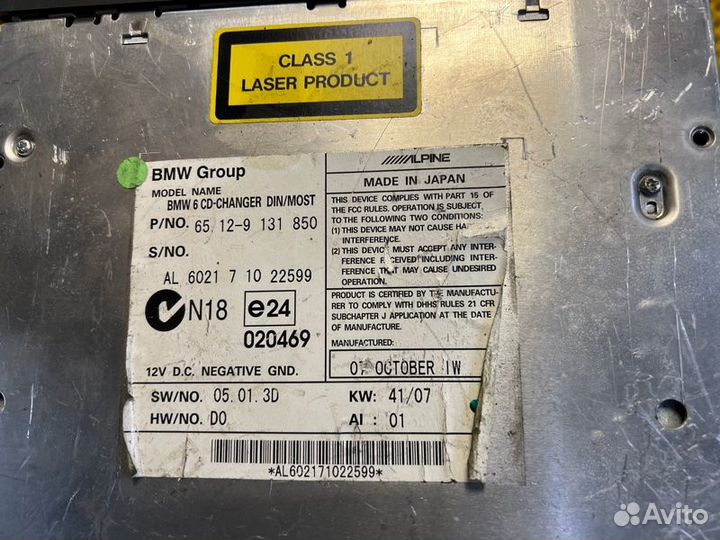 CLASS 1
LASER PRODUCT
BMW Group
MODEL NAME
BMW 6 CD-CHANGER DIN/MOST
P/NO. 65 12-9 131 850
S/NO.
AL 6021 7 10 22599
N18 e24
020469
12V D.C. NEGATIVE GND.
ALPINE
MADE IN JAPAN
THIS DEVICE COMPLIES WITH PART 15 OF
THE FCC RULES. OPERATION IS SUBJECT
TO THE FOLLOWING TWO CONDITIONS:
(1) THIS DEVICE MAY NOT CAUSE
INTERFERENCE.
(2) THIS DEVICE MUST ACCEPT ANY INTER-
FERENCE RECEIVED INCLUDING INTER-
FERENCE THAT MAY CAUSE UNDESIRED
OPERATION.
PRODUCT IS CERTIFIED BY THE MANUFACTU-
RER TO COMPLY WITH DHHS RULES 21 CFR
SUBCHAPTER J APPLICATION AT THE DATE
OF MANUFACTURE.
MANUFACTURED:
07 OCTOBER IW
SW/NO. 05.01.3D KW: 41/07
HW/NO. D0 AI : 01
*AL602171022599*
Avito